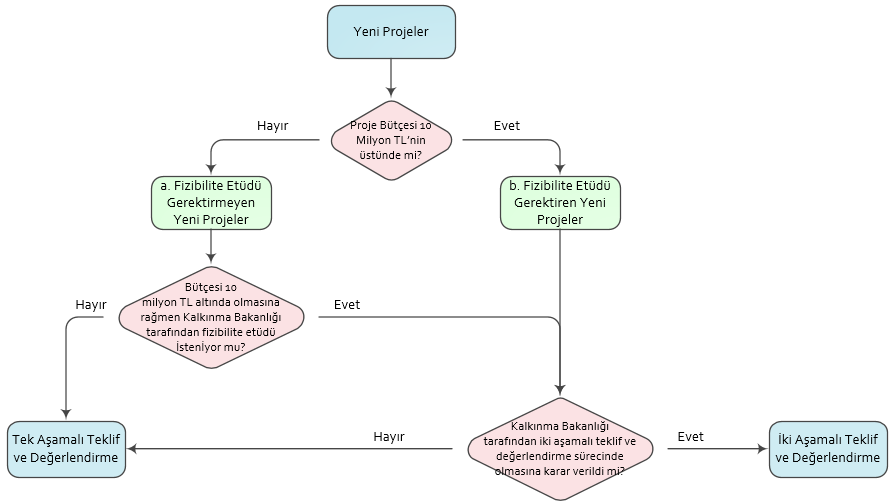 Yeni Projeler
Proje Bütçesi 10
Milyon TL'nin
üstünde mi?
Hayır
Evet
a. Fizibilite Etüdü
Gerektirmeyen
Yeni Projeler
b. Fizibilite Etüdü
Gerektiren Yeni
Projeler
Bütçesi 10
milyon TL altında olmasına
rağmen Kalkınma Bakanlığı
tarafından fizibilite etüdü
İstenİyor mu?
Hayır
Evet
Tek Aşamalı Teklif
ve Değerlendirme
Hayır
Kalkınma Bakanlığı
tarafından iki aşamalı teklif ve
değerlendirme sürecinde
olmasına karar verildi mi?
Evet
İki Aşamalı Teklif
ve Değerlendirme